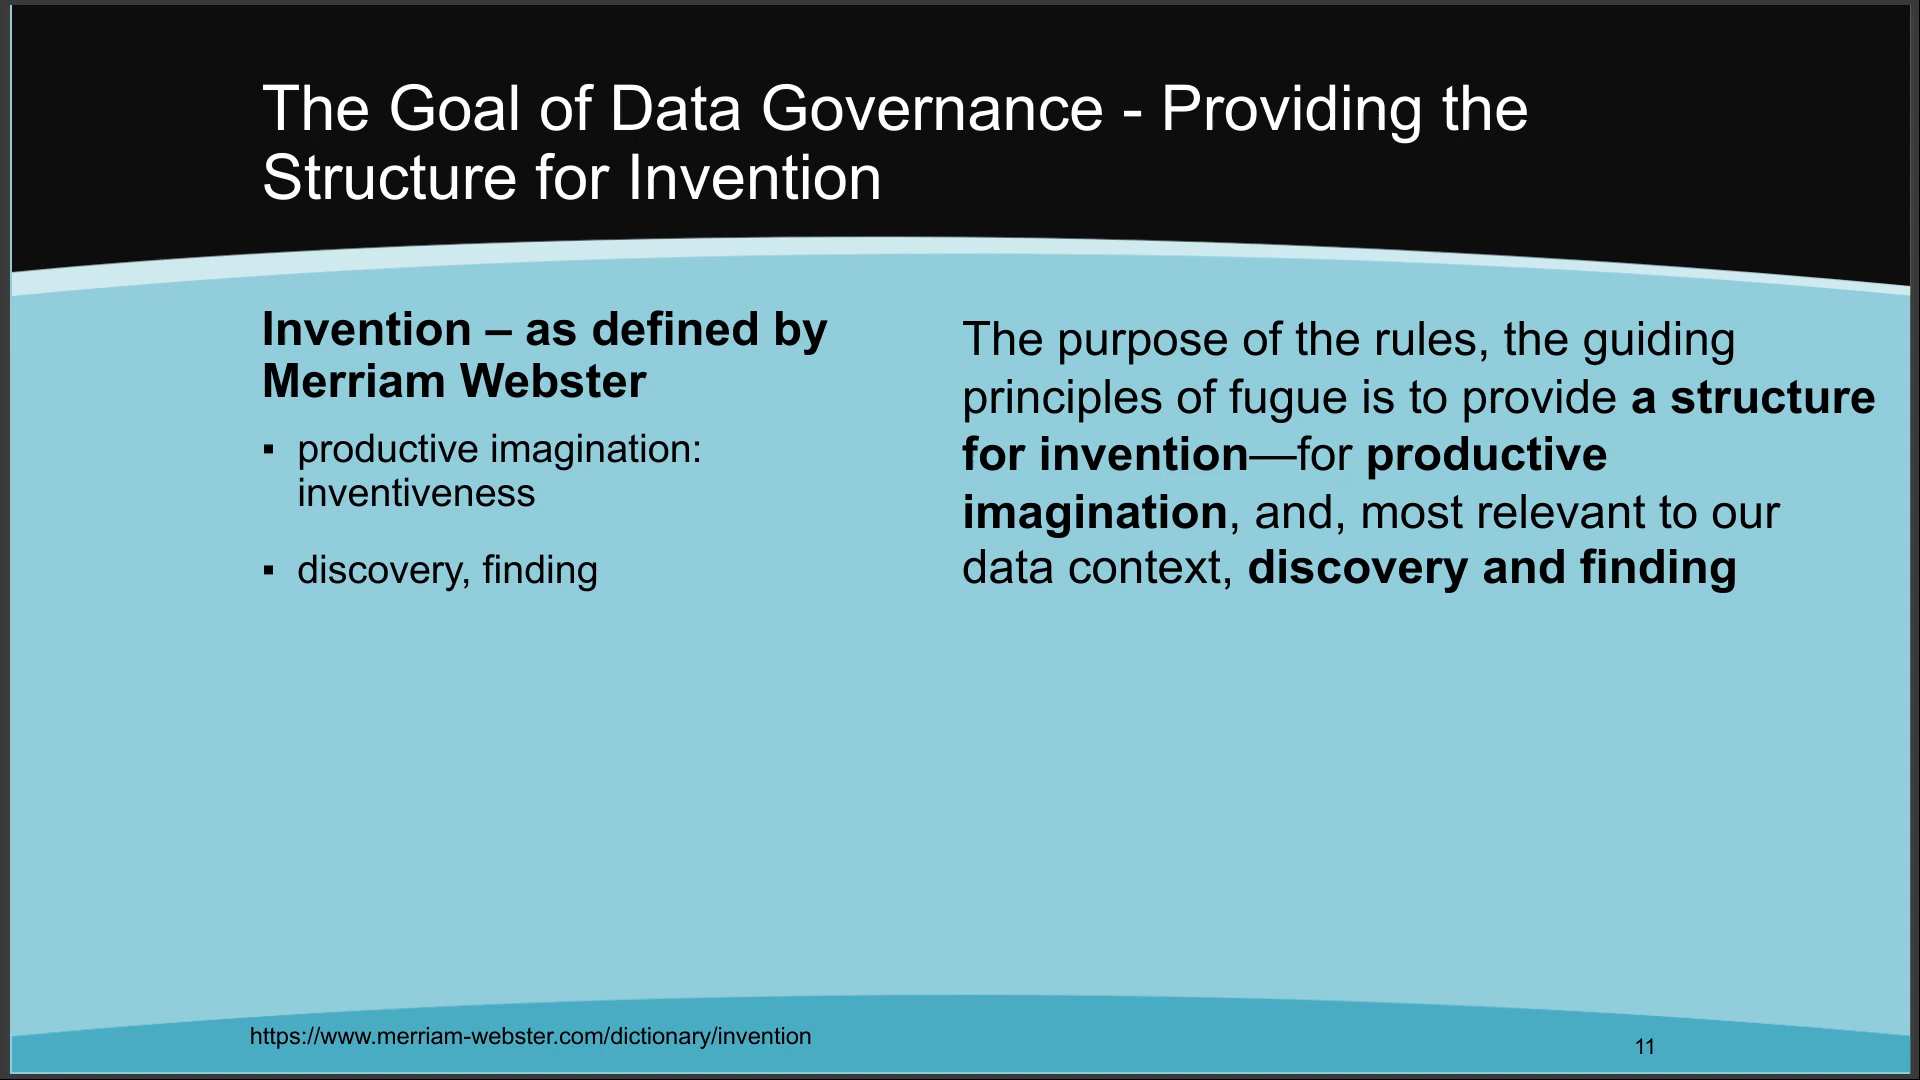 The Goal of Data Governance - Providing the
Structure for Invention
Invention – as defined by
Merriam Webster
▪ productive imagination:
inventiveness
▪ discovery, finding
The purpose of the rules, the guiding
principles of fugue is to provide a structure
for invention—for productive
imagination, and, most relevant to our
data context, discovery and finding
https://www.merriam-webster.com/dictionary/invention
11